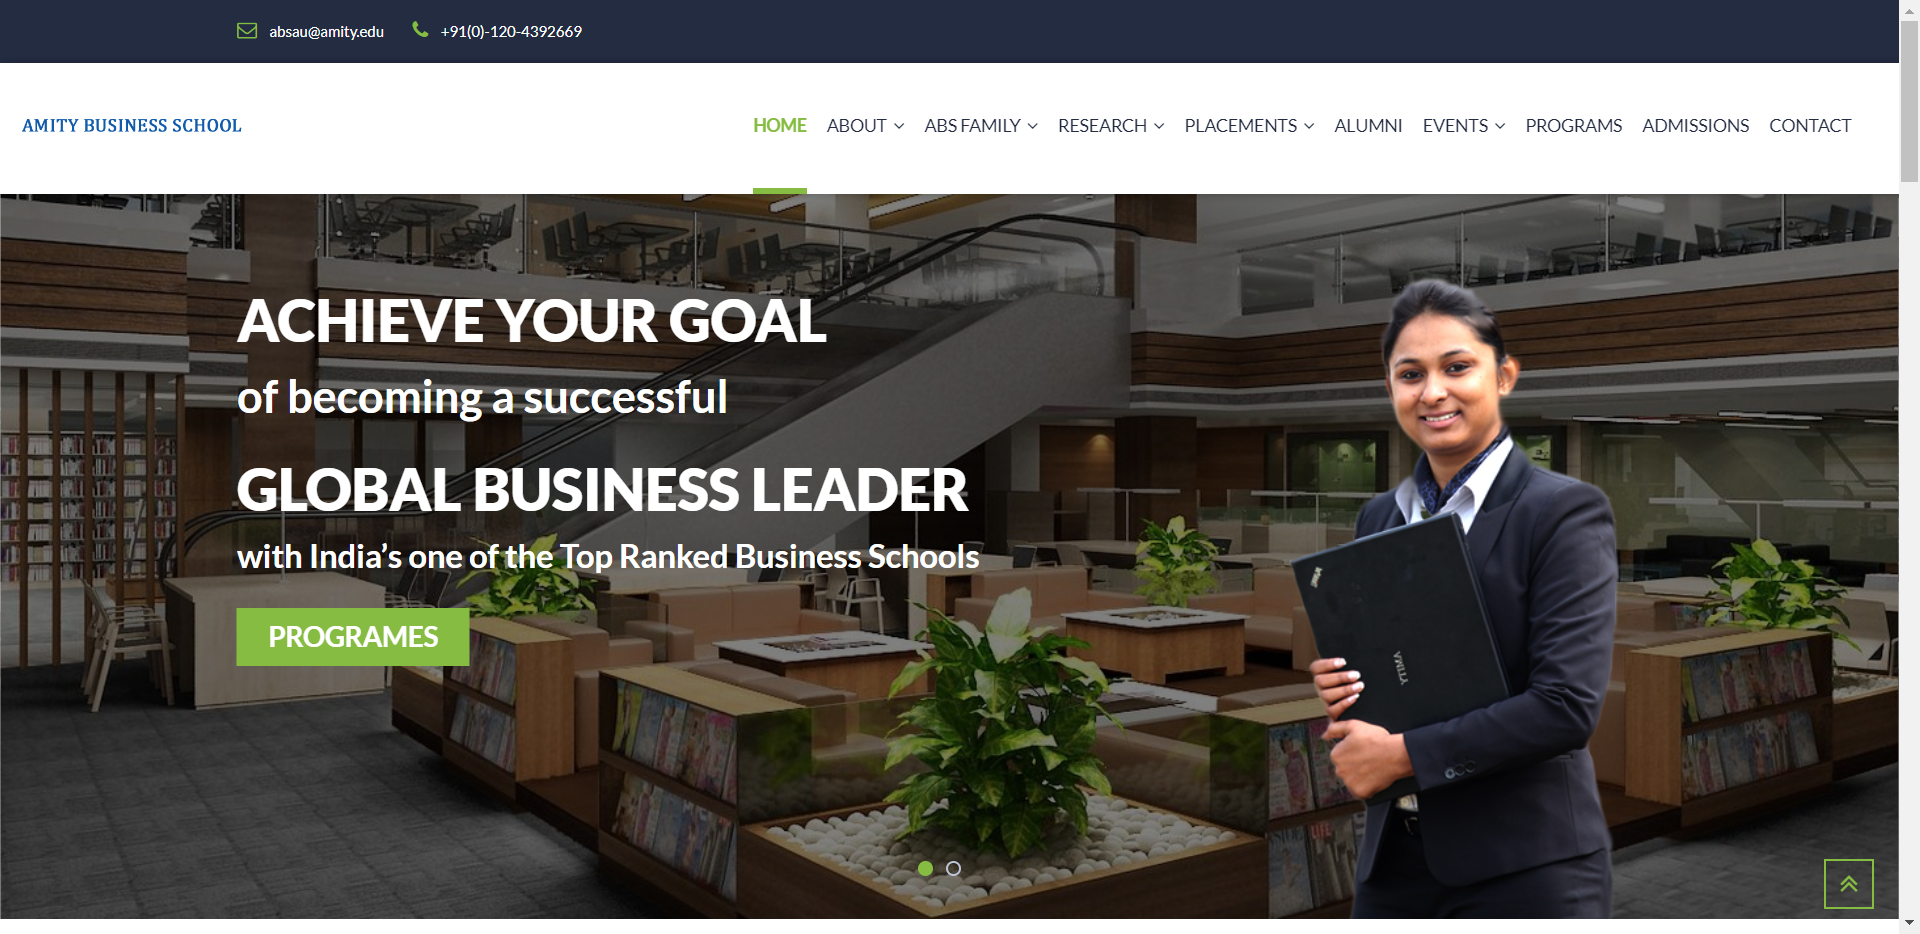 absau@amity.edu +91(0)-120-4392669
AMITY BUSINESS SCHOOL
HOME ABOUT ABS FAMILY RESEARCH PLACEMENTS ALUMNI EVENTS PROGRAMS ADMISSIONS CONTACT
ACHIEVE YOUR GOAL
of becoming a successful
GLOBAL BUSINESS LEADER
with India's one of the Top Ranked Business Schools
PROGRAMES
AMITY
LIFE